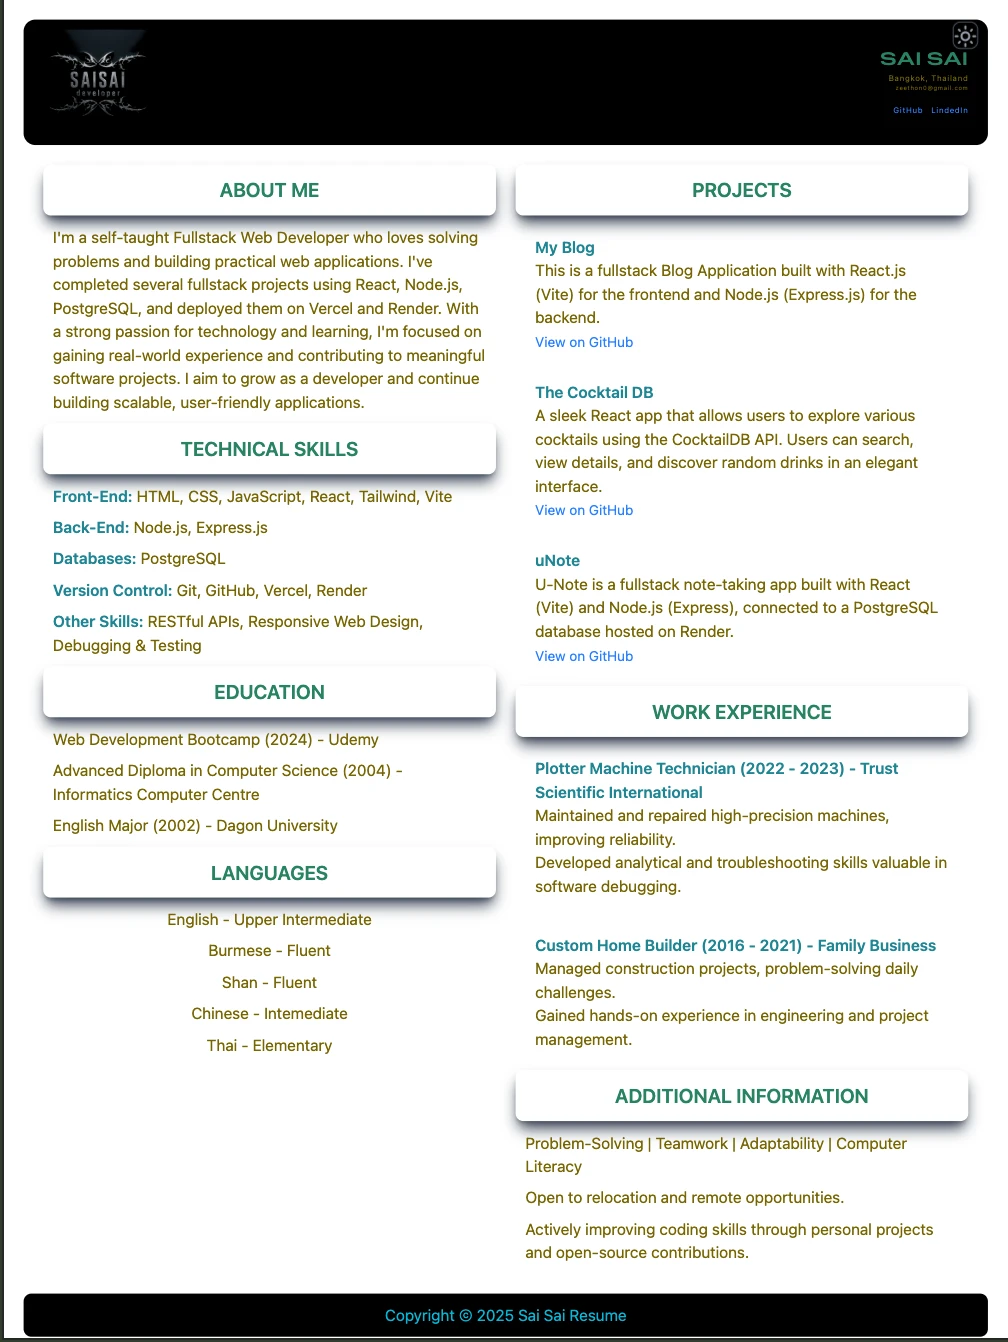 SAISAI
developer
SAI SAI
Bangkok, Thailand
zeethon0@gmail.com
GitHub LindedIn
ABOUT ME
I'm a self-taught Fullstack Web Developer who loves solving
problems and building practical web applications. I've
completed several fullstack projects using React, Node.js,
PostgreSQL, and deployed them on Vercel and Render. With
a strong passion for technology and learning, I'm focused on
gaining real-world experience and contributing to meaningful
software projects. I aim to grow as a developer and continue
building scalable, user-friendly applications.
TECHNICAL SKILLS
Front-End: HTML, CSS, JavaScript, React, Tailwind, Vite
Back-End: Node.js, Express.js
Databases: PostgreSQL
Version Control: Git, GitHub, Vercel, Render
Other Skills: RESTful APIs, Responsive Web Design,
Debugging & Testing
EDUCATION
Web Development Bootcamp (2024) - Udemy
Advanced Diploma in Computer Science (2004) -
Informatics Computer Centre
English Major (2002) - Dagon University
LANGUAGES
English - Upper Intermediate
Burmese - Fluent
Shan - Fluent
Chinese - Intemediate
Thai - Elementary
PROJECTS
My Blog
This is a fullstack Blog Application built with React.js
(Vite) for the frontend and Node.js (Express.js) for the
backend.
View on GitHub
The Cocktail DB
A sleek React app that allows users to explore various
cocktails using the CocktailDB API. Users can search,
view details, and discover random drinks in an elegant
interface.
View on GitHub
uNote
U-Note is a fullstack note-taking app built with React
(Vite) and Node.js (Express), connected to a PostgreSQL
database hosted on Render.
View on GitHub
WORK EXPERIENCE
Plotter Machine Technician (2022 - 2023) - Trust
Scientific International
Maintained and repaired high-precision machines,
improving reliability.
Developed analytical and troubleshooting skills valuable in
software debugging.
Custom Home Builder (2016 - 2021) - Family Business
Managed construction projects, problem-solving daily
challenges.
Gained hands-on experience in engineering and project
management.
ADDITIONAL INFORMATION
Problem-Solving | Teamwork | Adaptability | Computer
Literacy
Open to relocation and remote opportunities.
Actively improving coding skills through personal projects
and open-source contributions.
Copyright © 2025 Sai Sai Resume